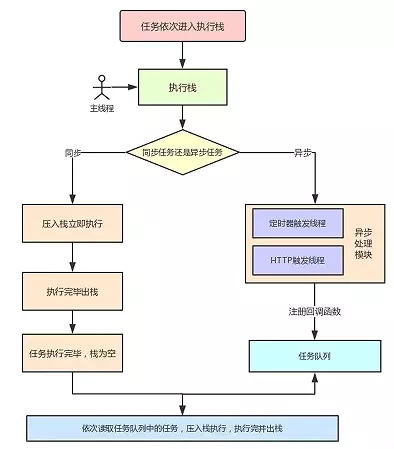 任务依次进入执行栈
执行栈
主线程
同步任务还是异步任务
同步
异步
压入栈立即执行
定时器触发线程
异步
处理
模块
HTTP触发线程
执行完毕出栈
注册回调函数
任务执行完毕，栈为空
任务队列
依次读取任务队列中的任务，压入栈执行，执行完并出栈